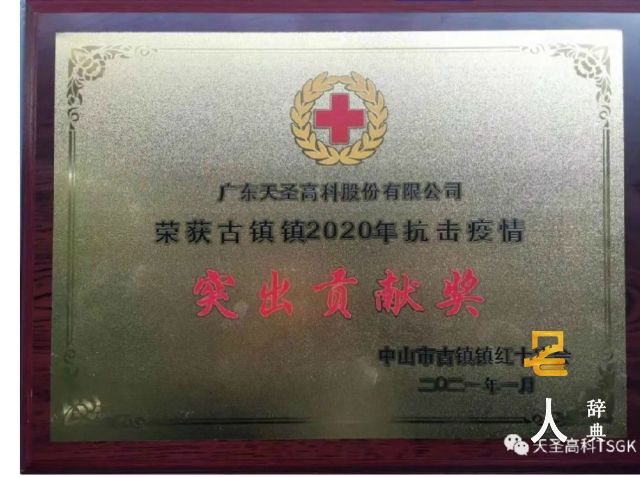 广东天圣高科股份有限公司
荣获古镇镇2020年抗击疫情
突出贡献奖
中山市古镇镇红十 会
二〇二一年一月
名人
辞典
天圣高科TSGK